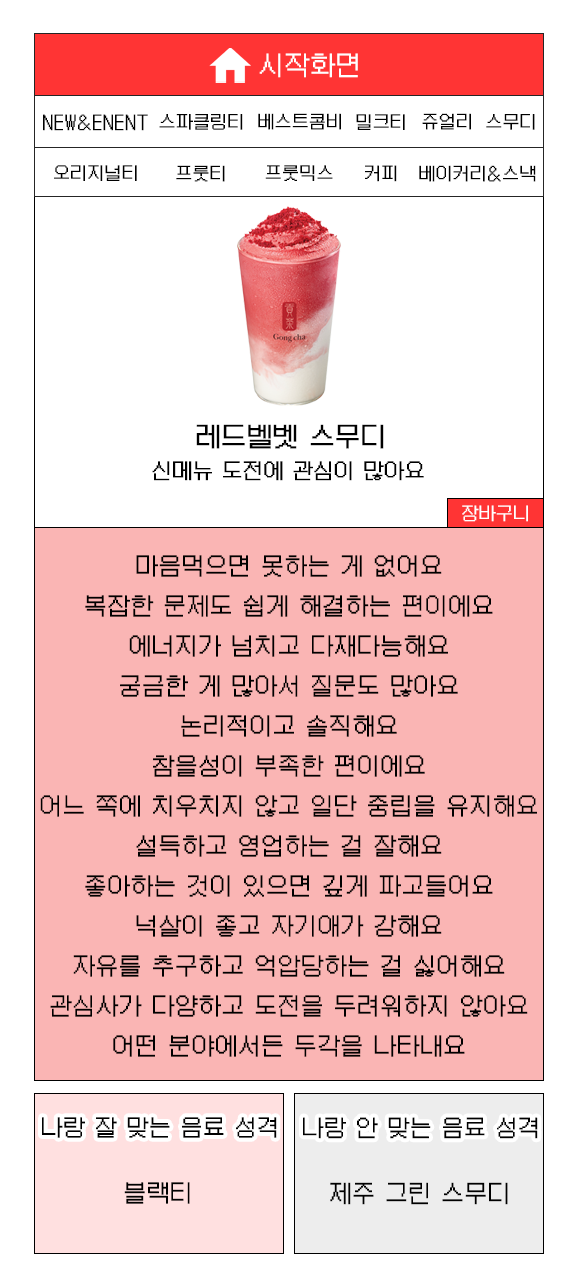 시작화면
NEW&ENENT 스파클링티 베스트콤비 밀크티 쥬얼리 스무디
오리지널티 프룻티 프룻믹스 커피 베이커리&스낵
貢茶
Gong cha
레드벨벳 스무디
신메뉴 도전에 관심이 많아요
장바구니
마음먹으면 못하는 게 없어요
복잡한 문제도 쉽게 해결하는 편이에요
에너지가 넘치고 다재다능해요
궁금한 게 많아서 질문도 많아요
논리적이고 솔직해요
참을성이 부족한 편이에요
어느 쪽에 치우치지 않고 일단 중립을 유지해요
설득하고 영업하는 걸 잘해요
좋아하는 것이 있으면 깊게 파고들어요
넉살이 좋고 자기애가 강해요
자유를 추구하고 억압당하는 걸 싫어해요
관심사가 다양하고 도전을 두려워하지 않아요
어떤 분야에서든 두각을 나타내요
나랑 잘 맞는 음료 성격
블랙티
나랑 안 맞는 음료 성격
제주 그린 스무디